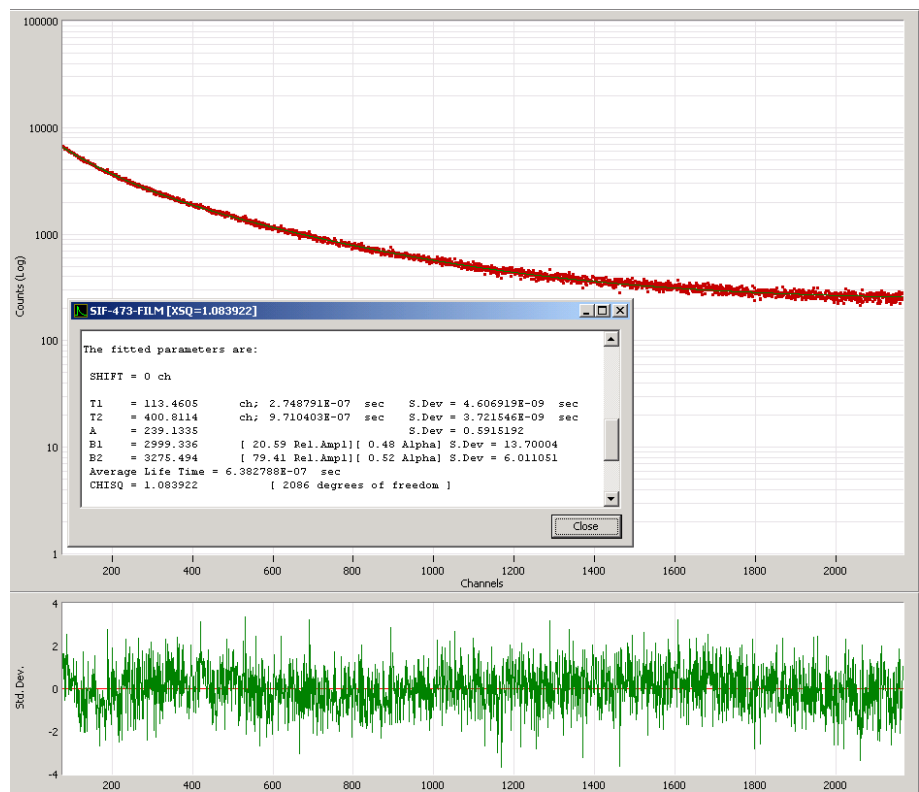 100000
10000
1000
100
10
1
Counts (Log)
SIF-473-FILM [XSQ=1.083922]
The fitted parameters are:
SHIFT = 0 ch
T1 = 113.4605 ch; 2.748791E-07 sec S.Dev = 4.606919E-09 sec
T2 = 400.8114 ch; 9.710403E-07 sec S.Dev = 3.721546E-09 sec
A = 239.1335 S.Dev = 0.5915192
B1 = 2999.336 [ 20.59 Rel.Ampl][ 0.48 Alpha] S.Dev = 13.70004
B2 = 3275.494 [ 79.41 Rel.Ampl][ 0.52 Alpha] S.Dev = 6.011051
Average Life Time = 6.382788E-07 sec
CHISQ = 1.083922 [ 2086 degrees of freedom ]
Close
200 400 600 800 1000 1200 1400 1600 1800 2000
Channels
4
2
0
-2
-4
Std. Dev.
200 400 600 800 1000 1200 1400 1600 1800 2000